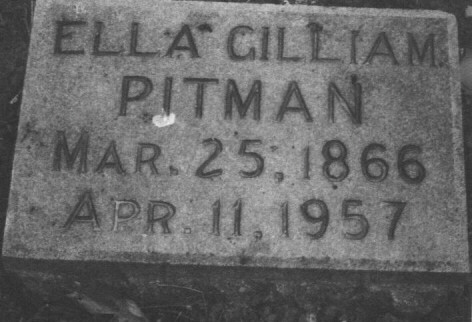 ELLA GILLIAM
PITMAN
MAR. 25, 1866
APR. 11, 1957